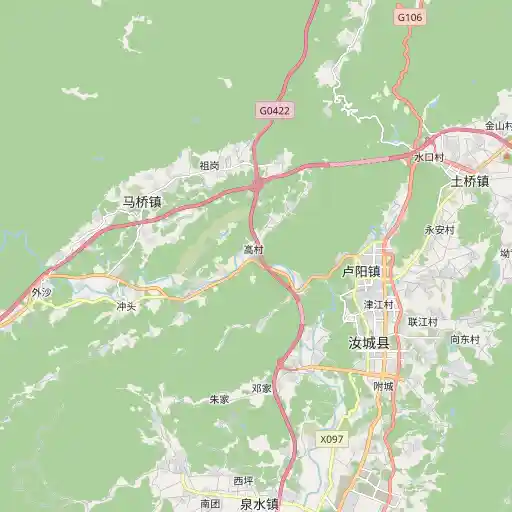 G106
G0422
金山村
水口村
祖岗
土桥镇
马桥镇
永安村
高村
卢阳镇
外沙
冲头
津江村
联江村
汝城县
向东村
邓家
附城
朱家
X097
西坪
南团
泉水镇